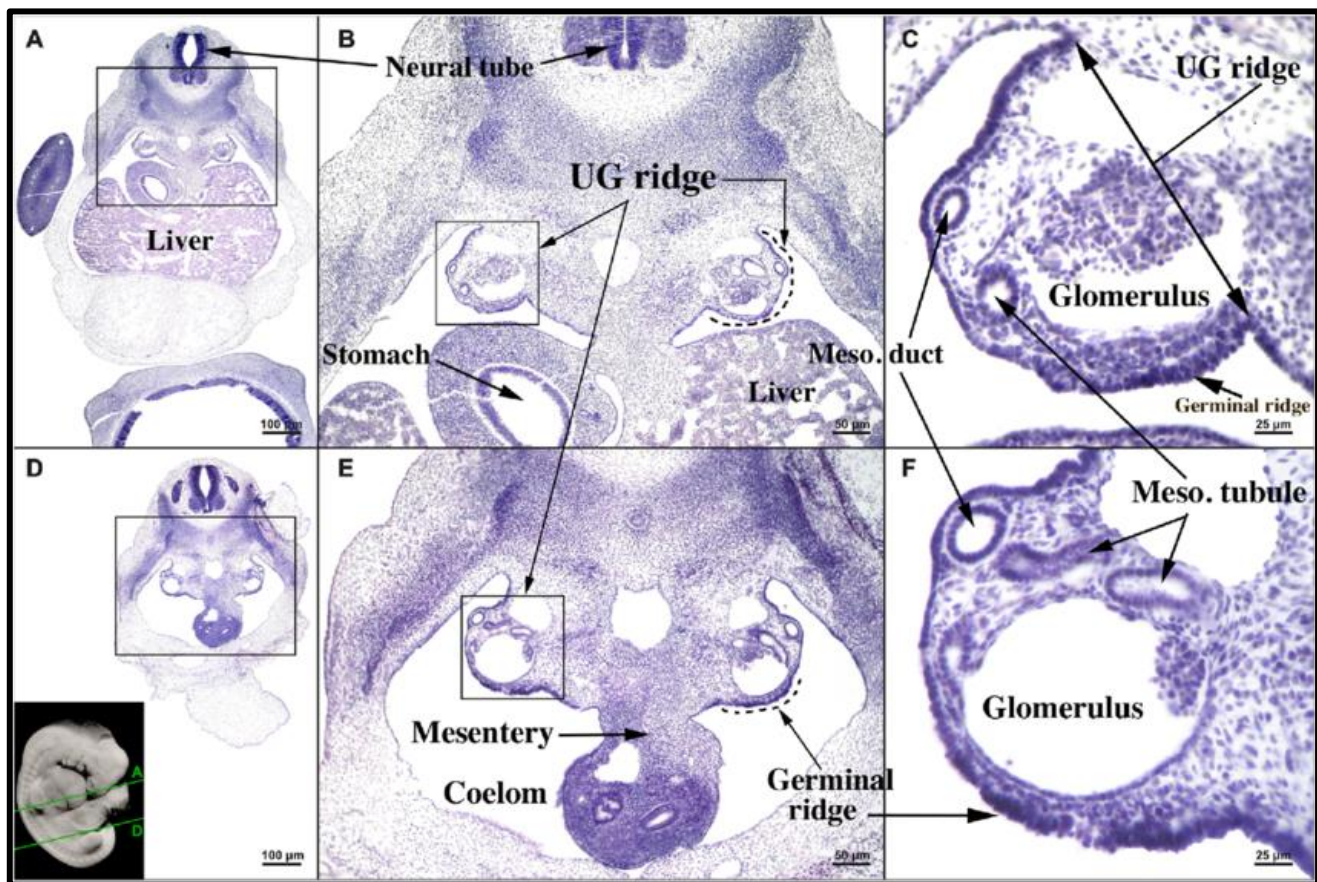 A
B
C
Neural tube
UG ridge
UG ridge
Liver
Glomerulus
Stomach
Meso. duct
Liver
Germinal ridge
100 µm
50 µm
25 µm
D
E
F
Meso. tubule
Glomerulus
Mesentery
Coelom
Germinal
ridge
A
D
100 µm
50 µm
25 µm